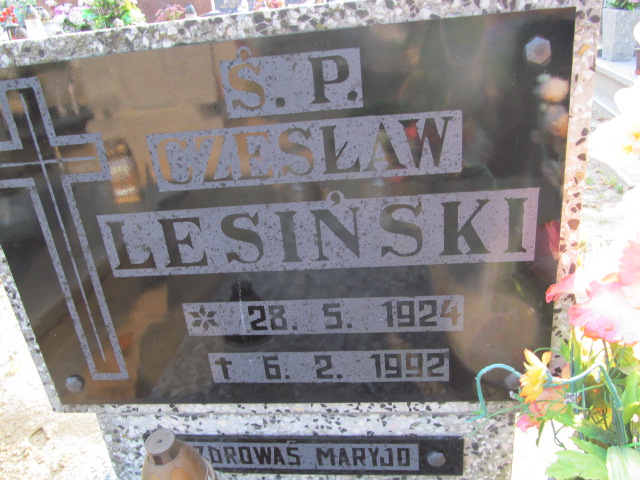 Ś. P.
CZESŁAW
LESIŃSKI
* 28. 5. 1924
† 6. 2. 1992
ZDROWAŚ MARYJO